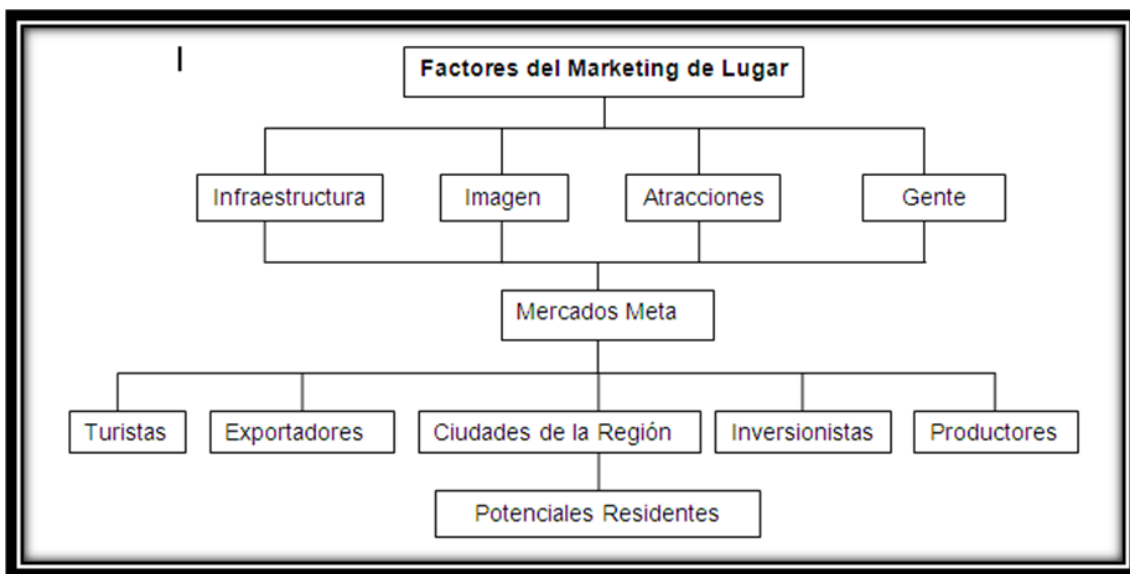 Factores del Marketing de Lugar
Infraestructura
Imagen
Atracciones
Gente
Mercados Meta
Turistas
Exportadores
Ciudades de la Región
Inversionistas
Productores
Potenciales Residentes